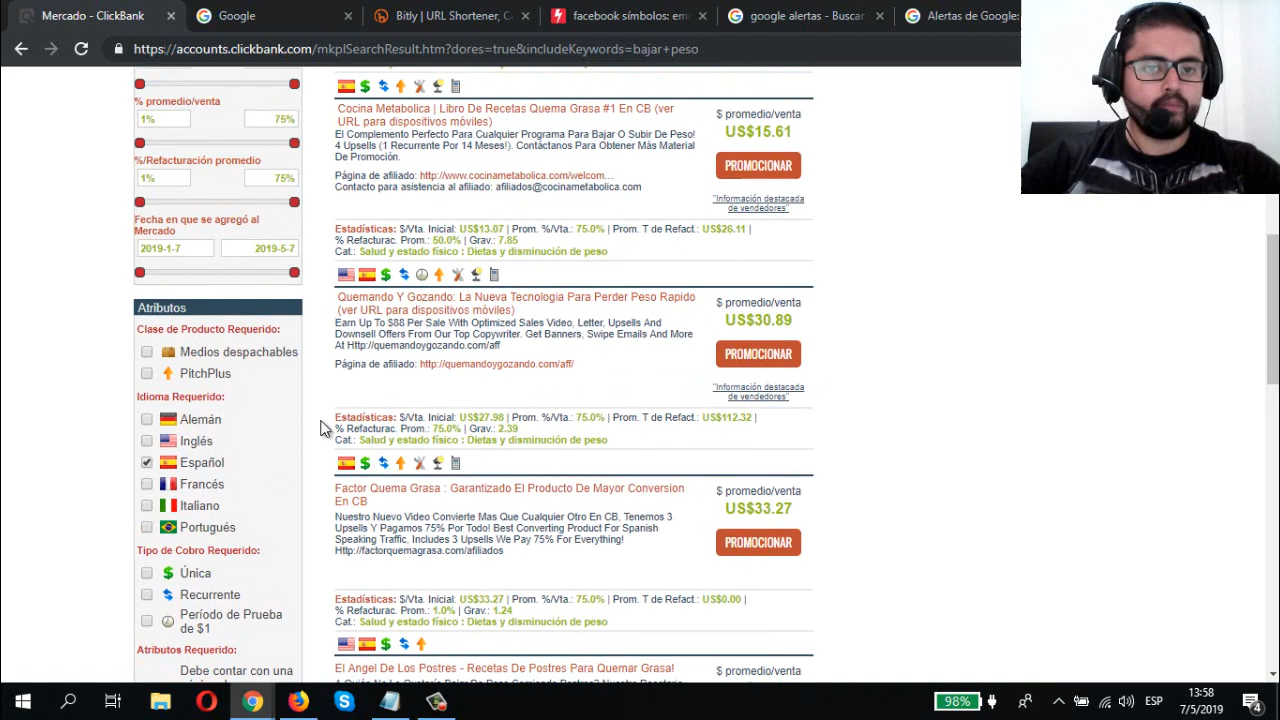 Mercado - ClickBank
Google
Bitly | URL Shortener, C
facebook símbolos: em
google alertas - Buscar
Alertas de Google:
https://accounts.clickbank.com/mkplSearchResult.htm?dores=true&includeKeywords=bajar+peso
% promedio/venta
1%
75%
%/Refacturación promedio
1%
75%
Fecha en que se agregó al
Mercado
2019-1-7
2019-5-7
Atributos
Clase de Producto Requerido:
Medios despachables
PitchPlus
Idioma Requerido:
Alemán
Inglés
Español
Francés
Italiano
Portugués
Tipo de Cobro Requerido:
Única
Recurrente
Período de Prueba
de $1
Atributos Requerido:
Debe contar con una
Cocina Metabolica | Libro De Recetas Quema Grasa #1 En CB (ver
URL para dispositivos móviles)
El Complemento Perfecto Para Cualquier Programa Para Bajar O Subir De Peso!
4 Upsells (1 Recurrente Por 14 Meses!). Contáctanos Para Obtener Más Material
De Promoción.
Página de afiliado: http://www.cocinametabolica.com/welcom...
Contacto para asistencia al afiliado: afiliados@cocinametabolica.com
$ promedio/venta
US$15.61
PROMOCIONAR
"Información destacada
de vendedores"
Estadísticas: $/Vta. Inicial: US$13.07 | Prom. %/Vta.: 75.0% | Prom. T de Refact.: US$26.11 |
% Refacturac. Prom.: 50.0% | Grav.: 7.85
Cat.: Salud y estado físico : Dietas y disminución de peso
Quemando Y Gozando: La Nueva Tecnologia Para Perder Peso Rapido
(ver URL para dispositivos móviles)
Earn Up To $88 Per Sale With Optimized Sales Video, Letter, Upsells And
Downsell Offers From Our Top Copywriter. Get Banners, Swipe Emails And More
At Http://quemandoygozando.com/aff
Página de afiliado: http://quemandoygozando.com/aff/
$ promedio/venta
US$30.89
PROMOCIONAR
"Información destacada
de vendedores"
Estadísticas: $/Vta. Inicial: US$27.98 | Prom. %/Vta.: 75.0% | Prom. T de Refact.: US$112.32 |
% Refacturac. Prom.: 75.0% | Grav.: 2.39
Cat.: Salud y estado físico : Dietas y disminución de peso
Factor Quema Grasa : Garantizado El Producto De Mayor Conversion
En CB
Nuestro Nuevo Video Convierte Mas Que Cualquier Otro En CB, Tenemos 3
Upsells Y Pagamos 75% Por Todo! Best Converting Product For Spanish
Speaking Traffic, Includes 3 Upsells We Pay 75% For Everything!
Http://factorquemagrasa.com/afiliados
$ promedio/venta
US$33.27
PROMOCIONAR
Estadísticas: $/Vta. Inicial: US$33.27 | Prom. %/Vta.: 75.0% | Prom. T de Refact.: US$0.00 |
% Refacturac. Prom.: 1.0% | Grav.: 1.24
Cat.: Salud y estado físico : Dietas y disminución de peso
El Angel De Los Postres - Recetas De Postres Para Quemar Grasa!
$ promedio/venta
98%
ESP
13:58
7/5/2019
4